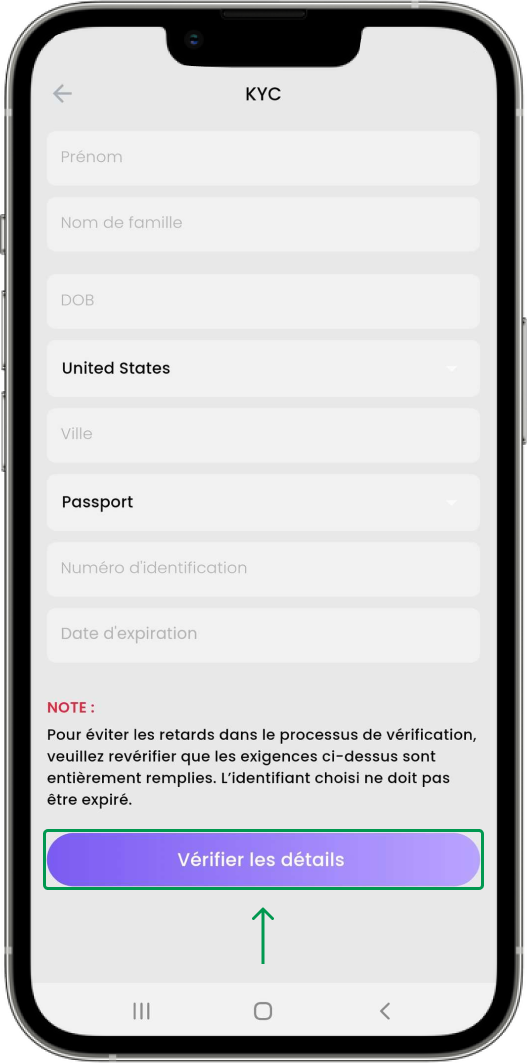 KYC
Prénom
Nom de famille
DOB
United States
Ville
Passport
Numéro d'identification
Date d'expiration
NOTE :
Pour éviter les retards dans le processus de vérification,
veuillez revérifier que les exigences ci-dessus sont
entièrement remplies. L'identifiant choisi ne doit pas
être expiré.
Vérifier les détails